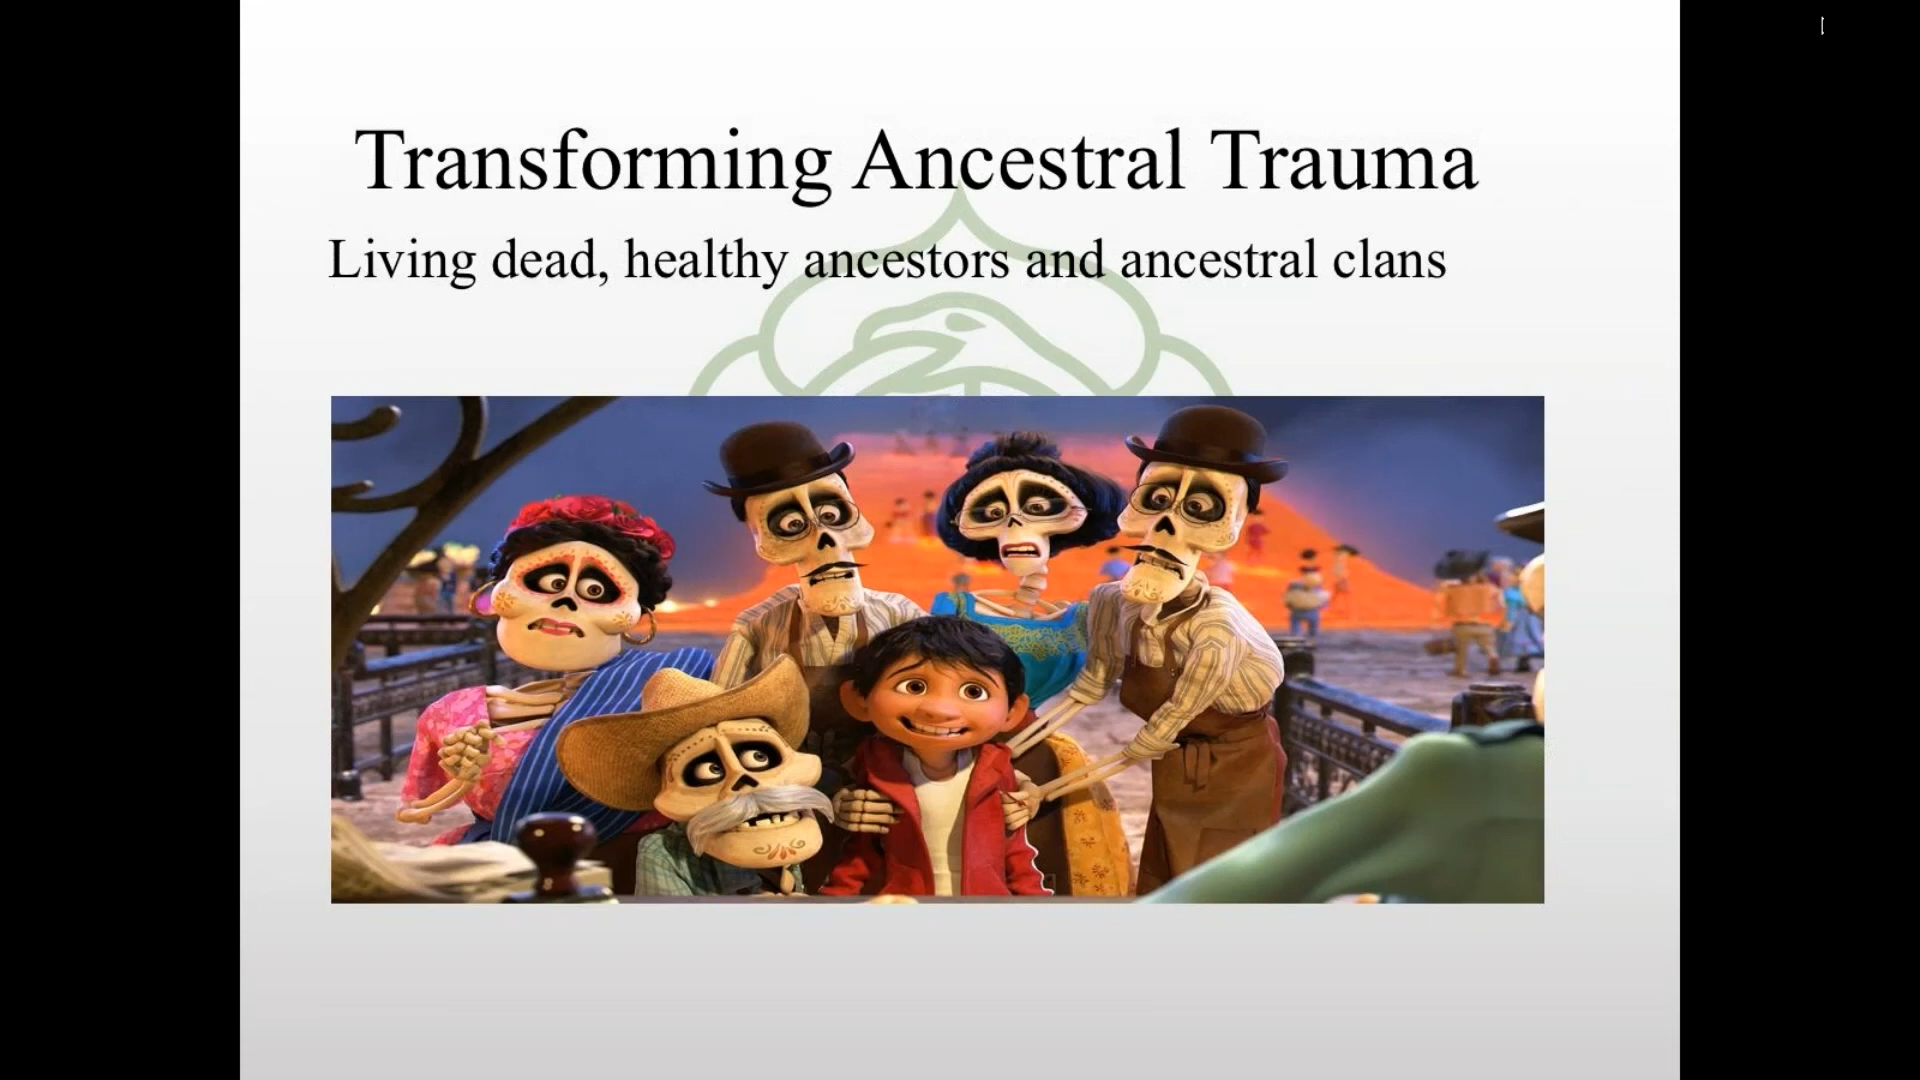 Transforming Ancestral Trauma
Living dead, healthy ancestors and ancestral clans